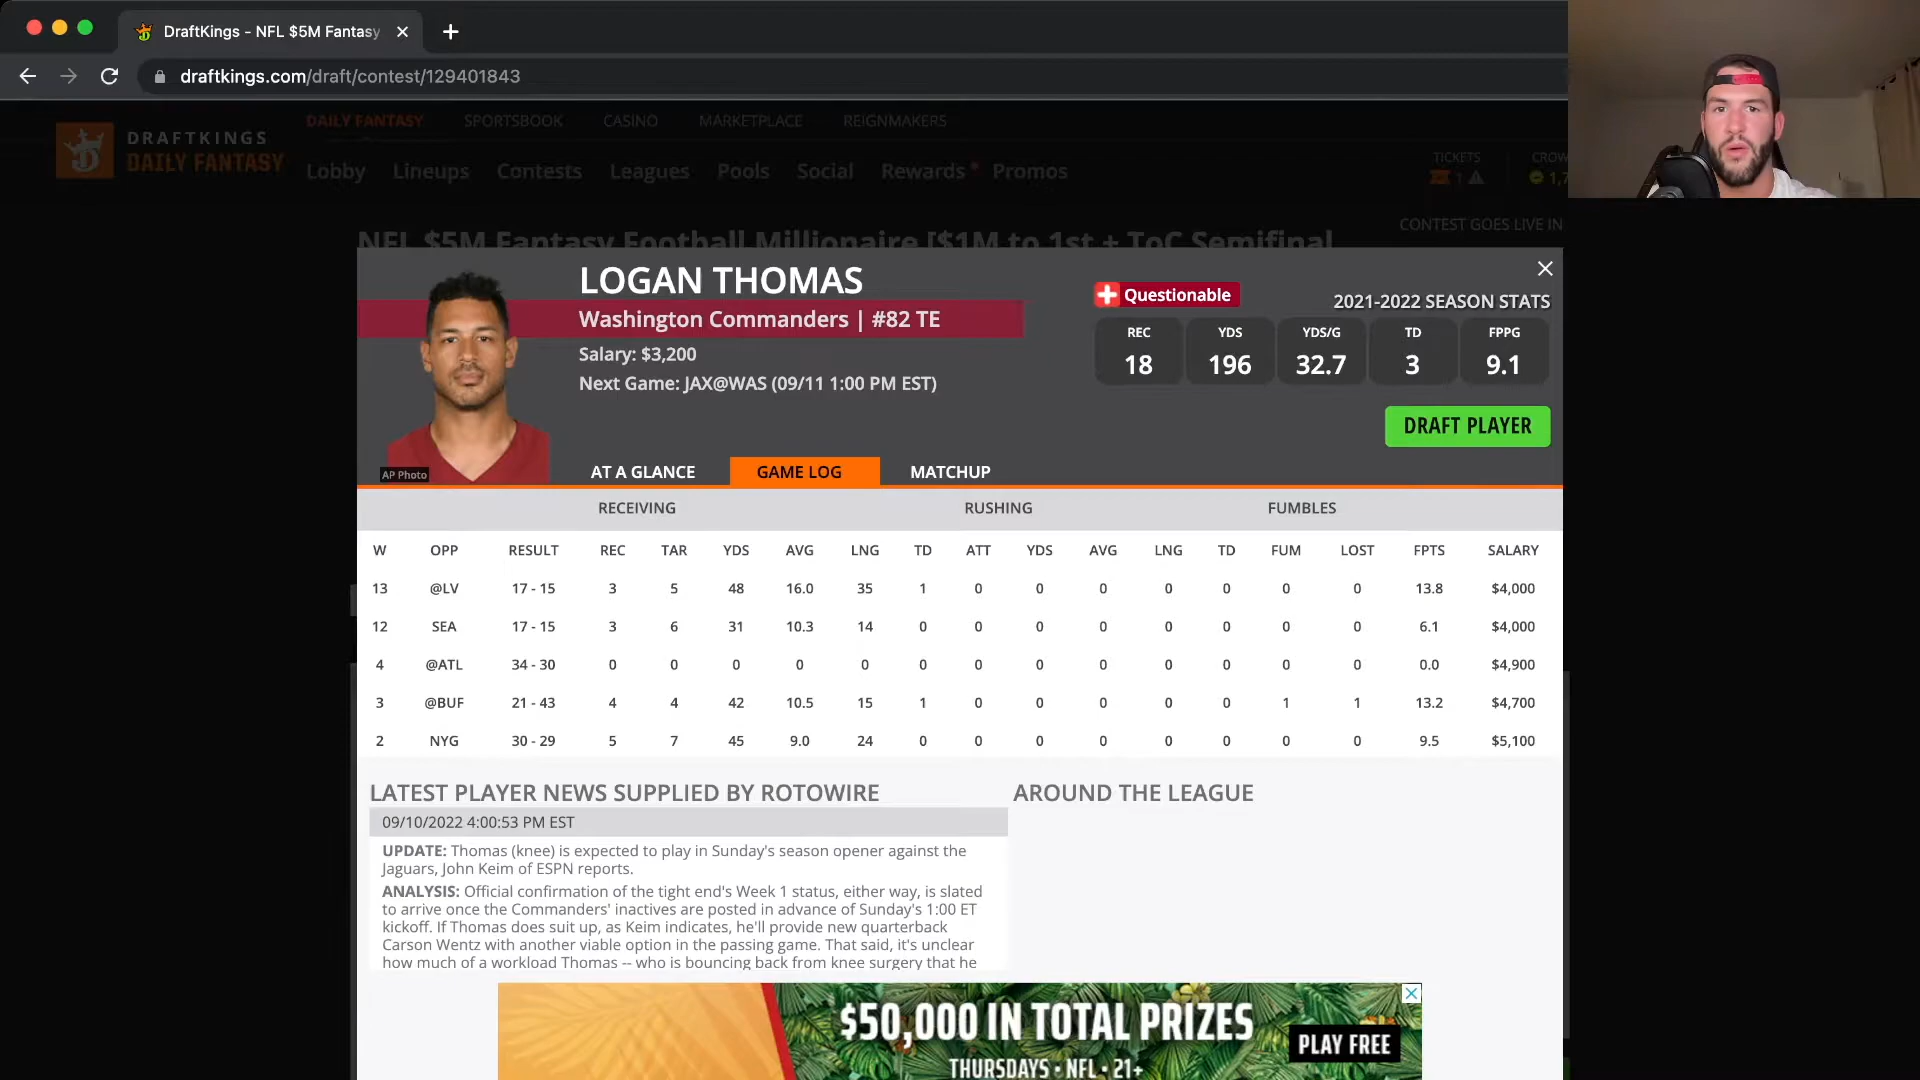 DraftKings - NFL $5M Fantasy
draftkings.com/draft/contest/129401843
DRAFTKINGS
DAILY FANTASY
DAILY FANTASY SPORTSBOOK CASINO MARKETPLACE REIGNMAKERS
Lobby Lineups Contests Leagues Pools Social Rewards Promos
TICKETS CROW
1 1,7
CONTEST GOES LIVE IN
NFL $5M Fantasy Football Millionaire [$1M to 1st + ToC Semifinal
LOGAN THOMAS
Washington Commanders | #82 TE
Salary: $3,200
Next Game: JAX@WAS (09/11 1:00 PM EST)
AP Photo
Questionable
2021-2022 SEASON STATS
REC YDS YDS/G TD FPPG
18 196 32.7 3 9.1
DRAFT PLAYER
AT A GLANCE GAME LOG MATCHUP
RECEIVING RUSHING FUMBLES
W OPP RESULT REC TAR YDS AVG LNG TD ATT YDS AVG LNG TD FUM LOST FPTS SALARY
13 @LV 17 - 15 3 5 48 16.0 35 1 0 0 0 0 0 0 0 13.8 $4,000
12 SEA 17 - 15 3 6 31 10.3 14 0 0 0 0 0 0 0 0 6.1 $4,000
4 @ATL 34 - 30 0 0 0 0 0 0 0 0 0 0 0 0 0 0.0 $4,900
3 @BUF 21 - 43 4 4 42 10.5 15 1 0 0 0 0 0 1 1 13.2 $4,700
2 NYG 30 - 29 5 7 45 9.0 24 0 0 0 0 0 0 0 0 9.5 $5,100
LATEST PLAYER NEWS SUPPLIED BY ROTOWIRE
09/10/2022 4:00:53 PM EST
UPDATE: Thomas (knee) is expected to play in Sunday's season opener against the
Jaguars, John Keim of ESPN reports.
ANALYSIS: Official confirmation of the tight end's Week 1 status, either way, is slated
to arrive once the Commanders' inactives are posted in advance of Sunday's 1:00 ET
kickoff. If Thomas does suit up, as Keim indicates, he'll provide new quarterback
Carson Wentz with another viable option in the passing game. That said, it's unclear
how much of a workload Thomas -- who is bouncing back from knee surgery that he
AROUND THE LEAGUE
$50,000 IN TOTAL PRIZES
THURSDAYS • NFL • 21+
PLAY FREE